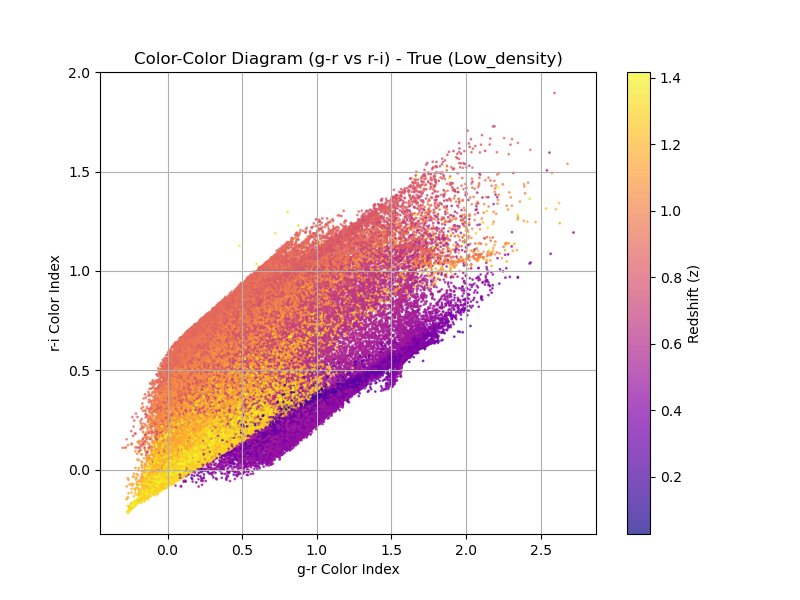 Color-Color Diagram (g-r vs r-i) - True (Low_density)
2.0
1.5
1.0
0.5
0.0
r-i Color Index
0.0 0.5 1.0 1.5 2.0 2.5
g-r Color Index
1.4
1.2
1.0
0.8
0.6
0.4
0.2
Redshift (z)